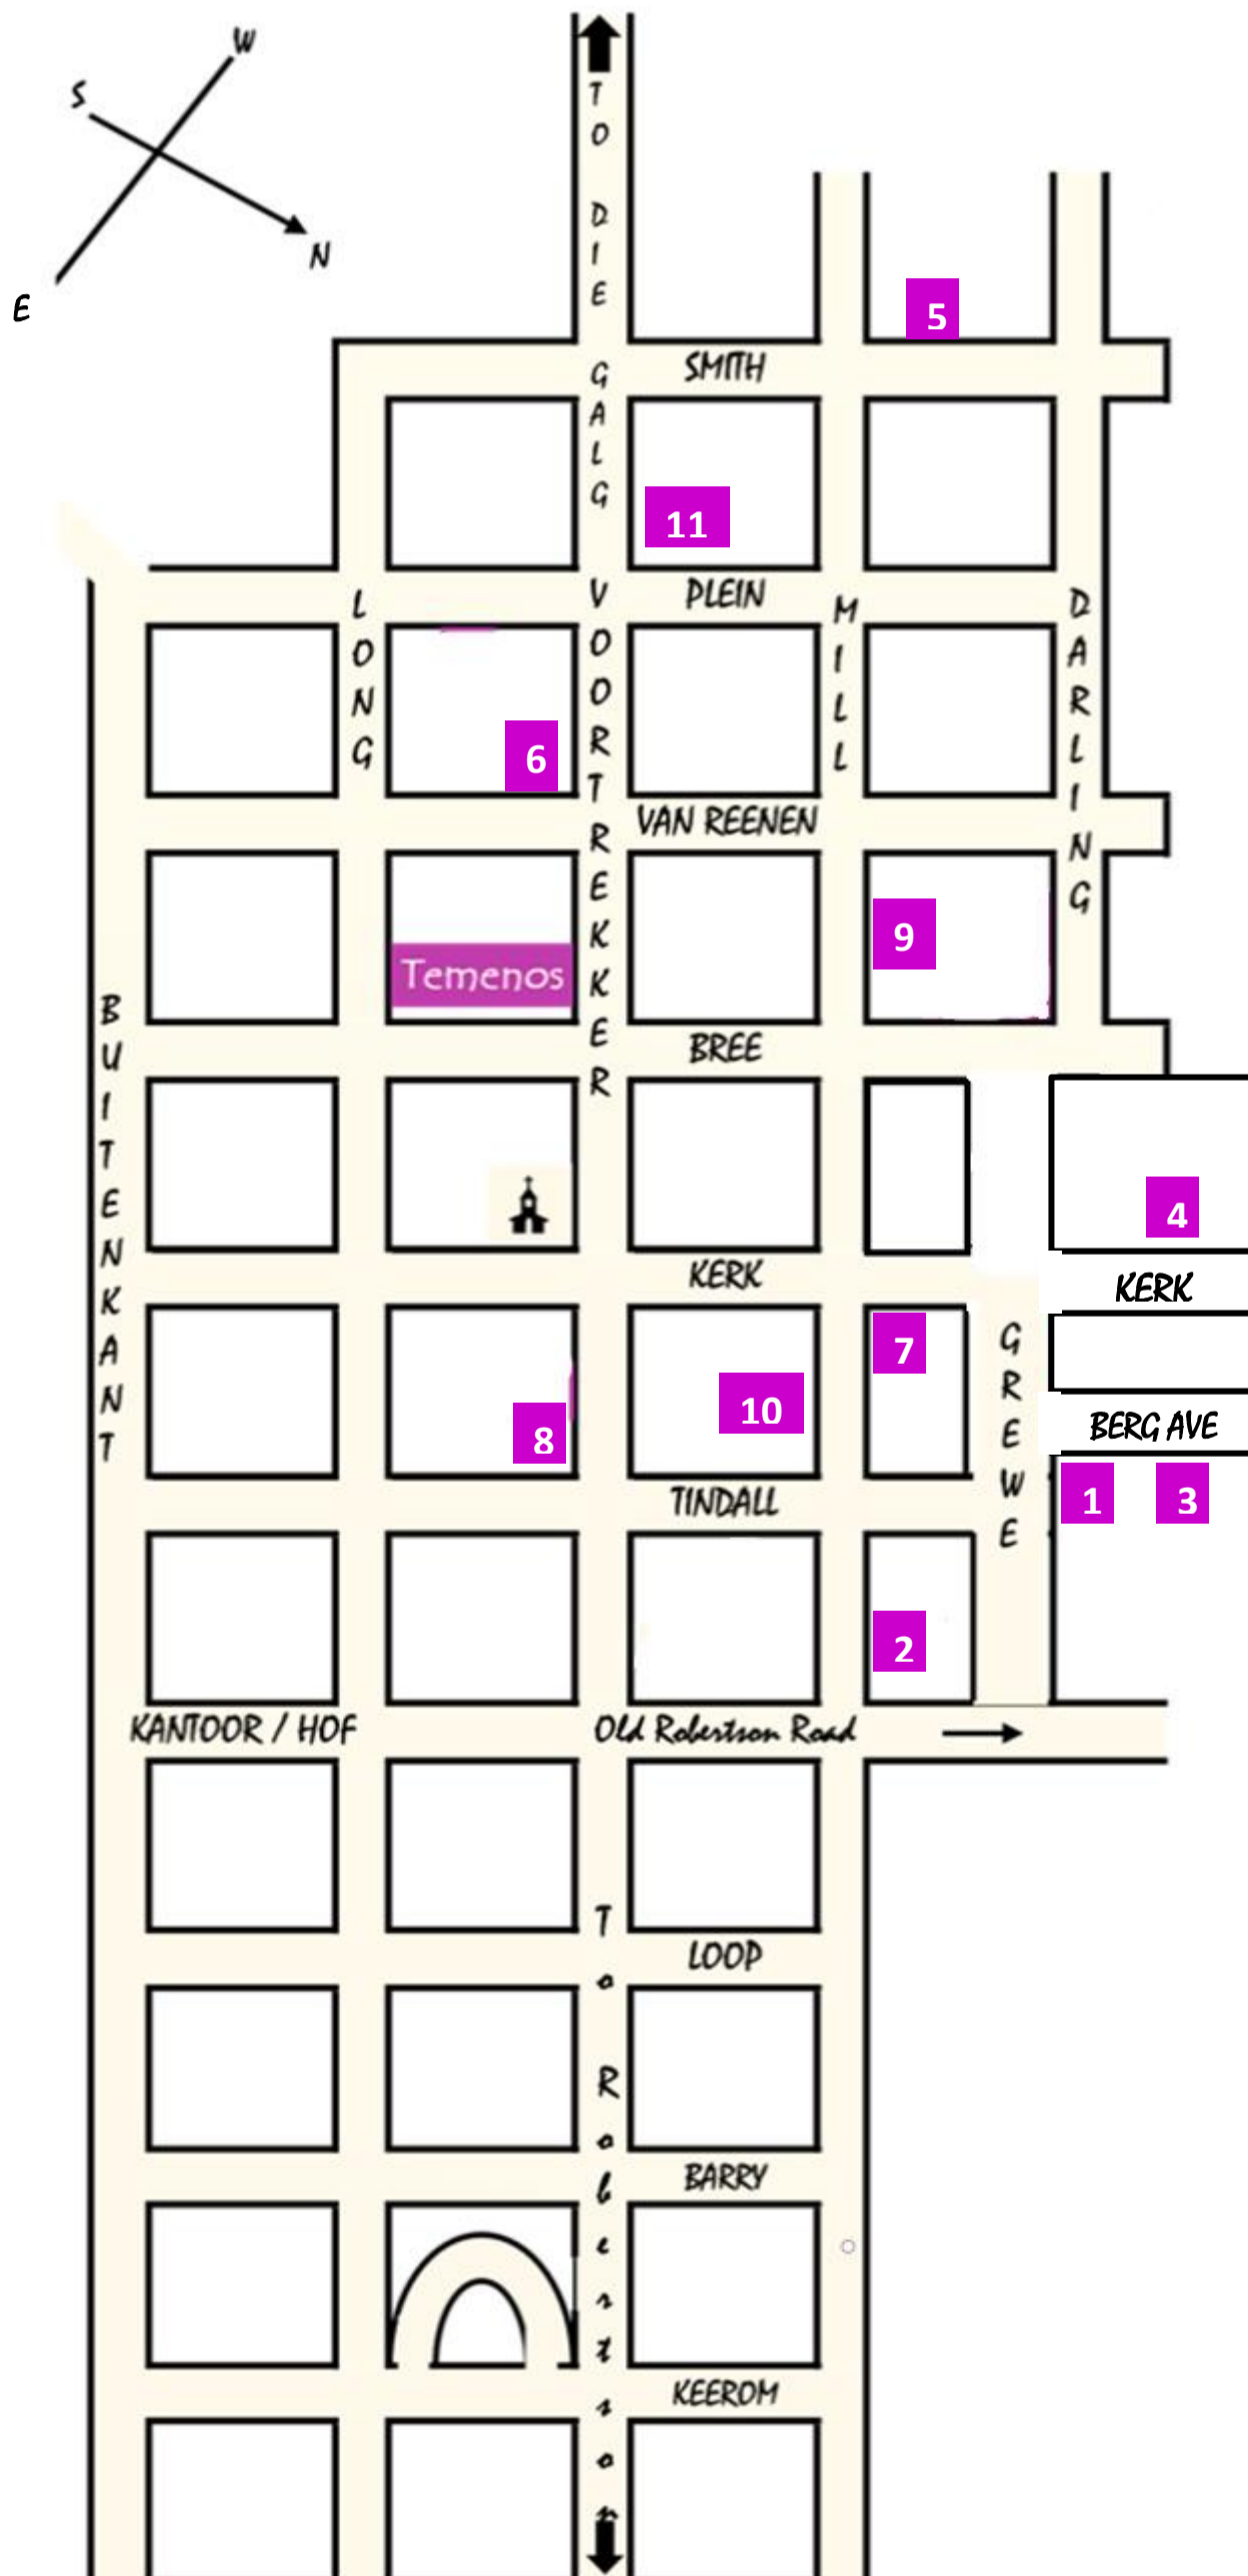 W
S
N
E
TO DIE GALG
5
SMITH
11
PLEIN
LONG
VOORTREKKER
MILL
DARLING
6
VAN REENEN
9
Temenos
BUITENKANT
BREE
4
KERK
KERK
GREWE
7
8
10
BERG AVE
TINDALL
1
3
2
KANTOOR / HOF
Old Robertson Road
LOOP
To Robertson
BARRY
KEEROM